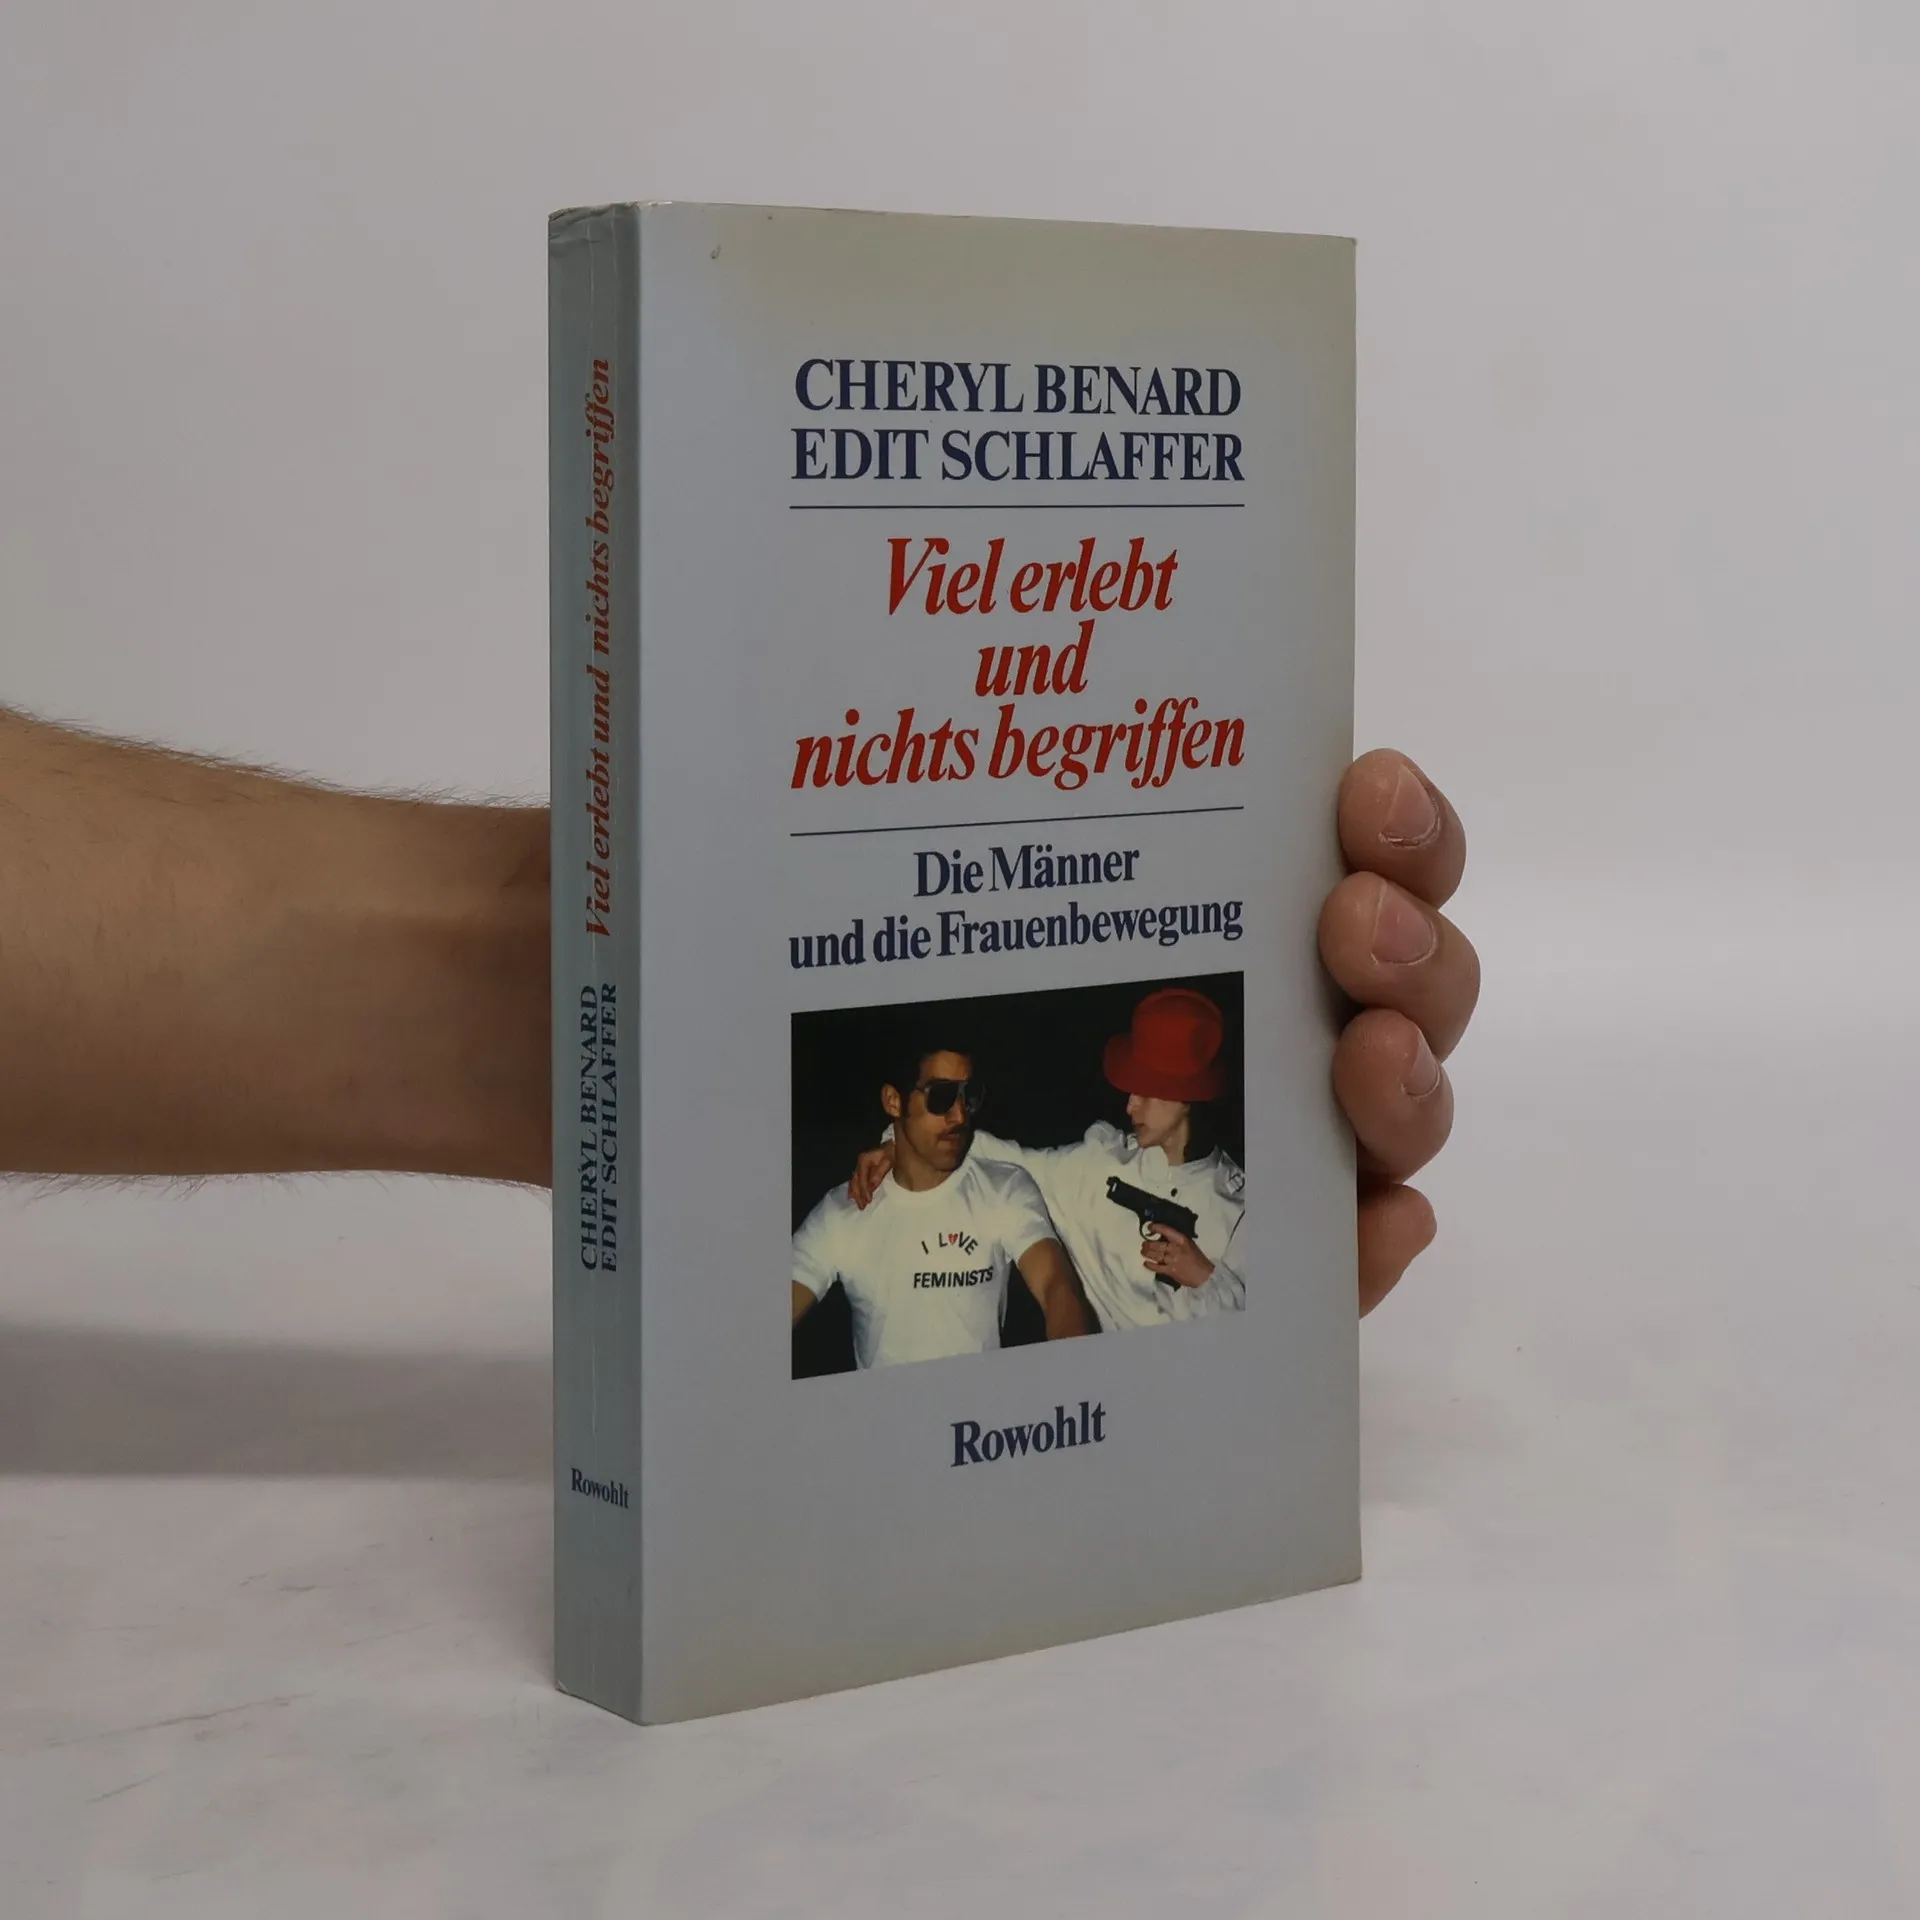 CHERYL BENARD
EDIT SCHLAFFER
Viel erlebt
und
nichts begriffen
Die Männer
und die Frauenbewegung
I LOVE
FEMINISTS
Rowohlt
CHERYL BENARD
EDIT SCHLAFFER
Viel erlebt und nichts begriffen
Rowohlt